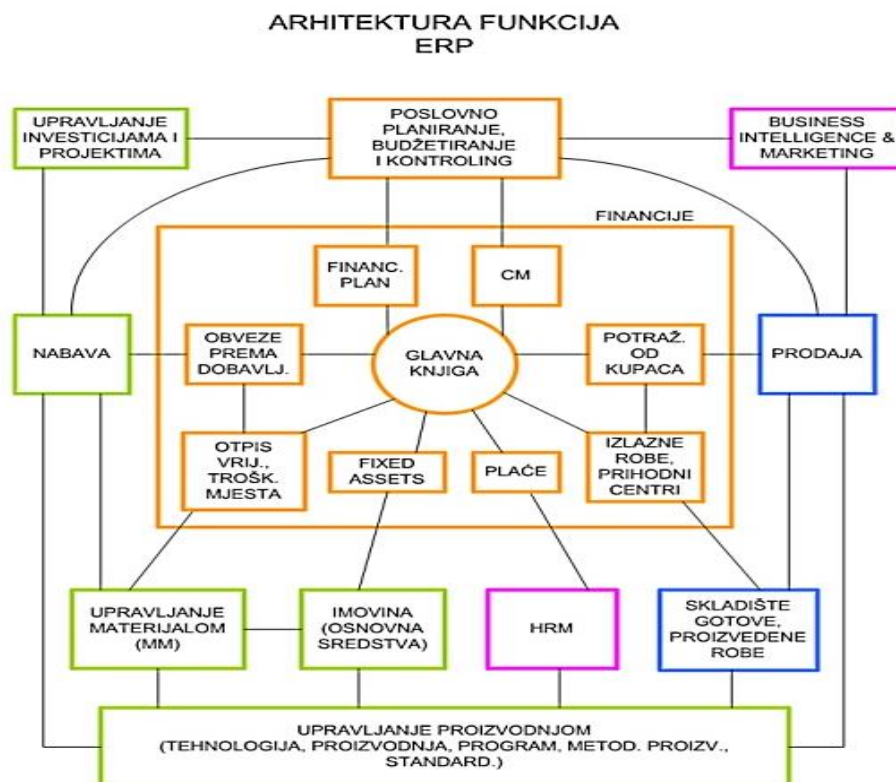 ARHITEKTURA FUNKCIJA
ERP
UPRAVLJANJE
INVESTICIJAMA I
PROJEKTIMA
POSLOVNO
PLANIRANJE,
BUDŽETIRANJE
I KONTROLING
BUSINESS
INTELLIGENCE &
MARKETING
FINANCIJE
FINANC.
PLAN
CM
NABAVA
OBVEZE
PREMA
DOBAVLJ.
GLAVNA
KNJIGA
POTRAŽ.
OD
KUPACA
PRODAJA
OTPIS
VRIJ.,
TROŠK.
MJESTA
FIXED
ASSETS
PLAĆE
IZLAZNE
ROBE,
PRIHODNI
CENTRI
UPRAVLJANJE
MATERIJALOM
(MM)
IMOVINA
(OSNOVNA
SREDSTVA)
HRM
SKLADIŠTE
GOTOVE,
PROIZVEDENE
ROBE
UPRAVLJANJE PROIZVODNJOM
(TEHNOLOGIJA, PROIZVODNJA, PROGRAM, METOD. PROIZV.,
STANDARD.)